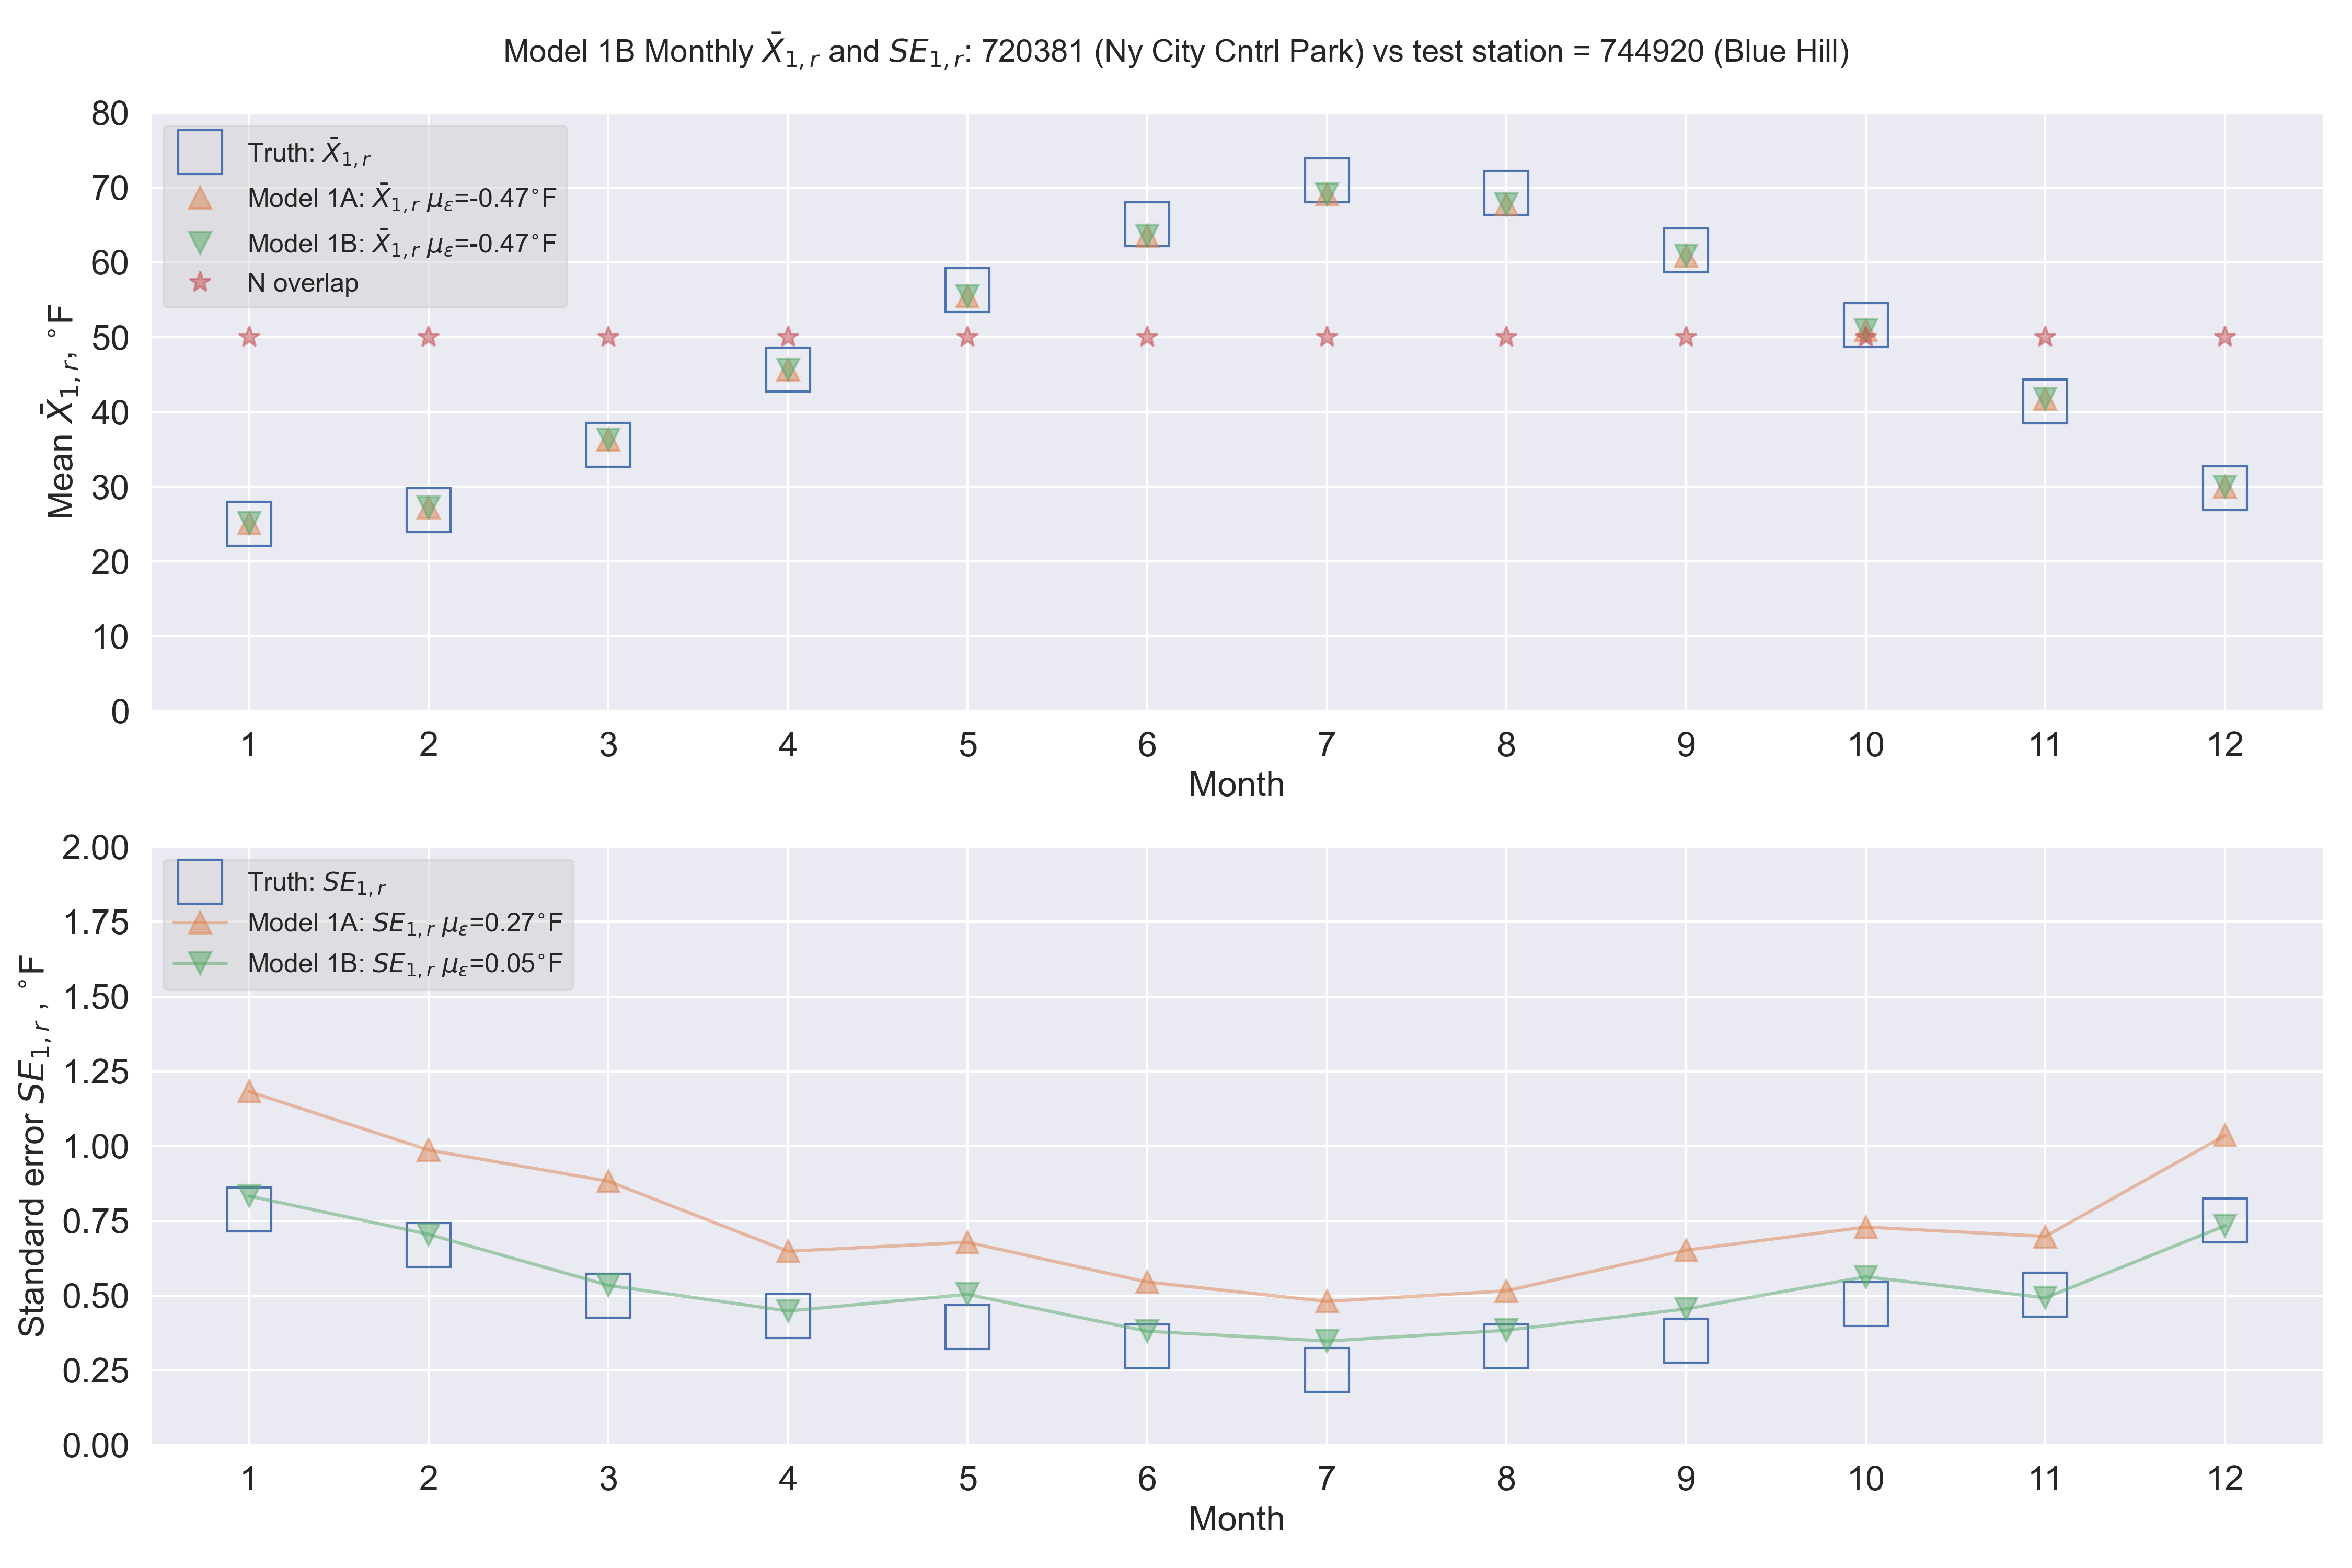 Model 1B Monthly X̄₁,ᵣ and SE₁,ᵣ: 720381 (Ny City Cntrl Park) vs test station = 744920 (Blue Hill)
80
70
60
50
40
30
20
10
0
Mean X̄₁,ᵣ, °F
Truth: X̄₁,ᵣ
Model 1A: X̄₁,ᵣ με=-0.47°F
Model 1B: X̄₁,ᵣ με=-0.47°F
N overlap
1 2 3 4 5 6 7 8 9 10 11 12
Month
2.00
1.75
1.50
1.25
1.00
0.75
0.50
0.25
0.00
Standard error SE₁,ᵣ , °F
Truth: SE₁,ᵣ
Model 1A: SE₁,ᵣ με=0.27°F
Model 1B: SE₁,ᵣ με=0.05°F
1 2 3 4 5 6 7 8 9 10 11 12
Month